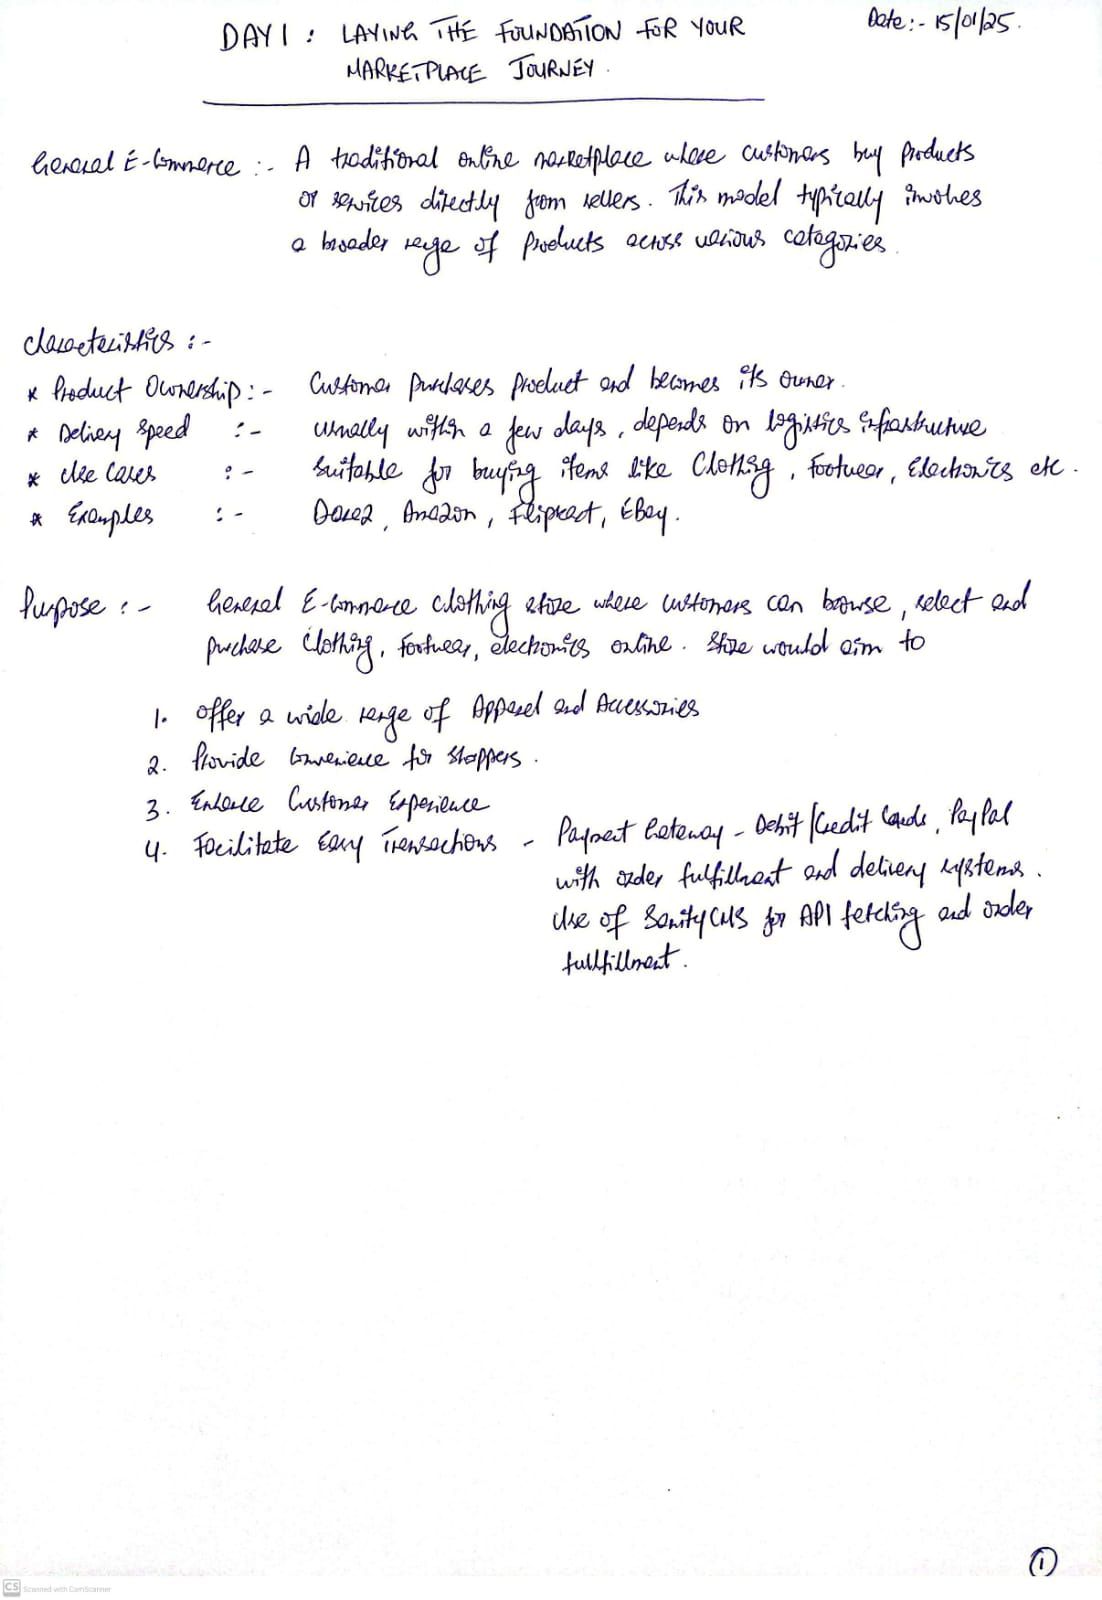 DAY 1 : LAYING THE FOUNDATION FOR YOUR
MARKETPLACE JOURNEY.
Date:- 15/01/25.
General E-Commerce :- A traditional online marketplace where customers buy products
or services directly from sellers. This model typically involves
a broader range of products across various categories.
Characteristics :-
* Product Ownership :- Customer purchases product and becomes its owner.
* Delivery Speed :- usually within a few days, depends on logistics infrastructure
* Use Cases :- Suitable for buying items like Clothing, Footwear, Electronics etc.
* Examples :- Daraz, Amazon, Flipkart, EBay.
Purpose :- General E-Commerce Clothing store where customers can browse, select and
purchase Clothing, footwear, electronics online. Store would aim to
1. Offer a wide range of Apparel and Accessories
2. Provide Convenience for Shoppers.
3. Enhance Customer Experience
4. Facilitate Easy Transactions - Payment Gateway - Debit/Credit Cards, PayPal
with order fulfillment and delivery systems.
Use of SanityCMS for API fetching and order
fullfillment.
1
CS Scanned with CamScanner